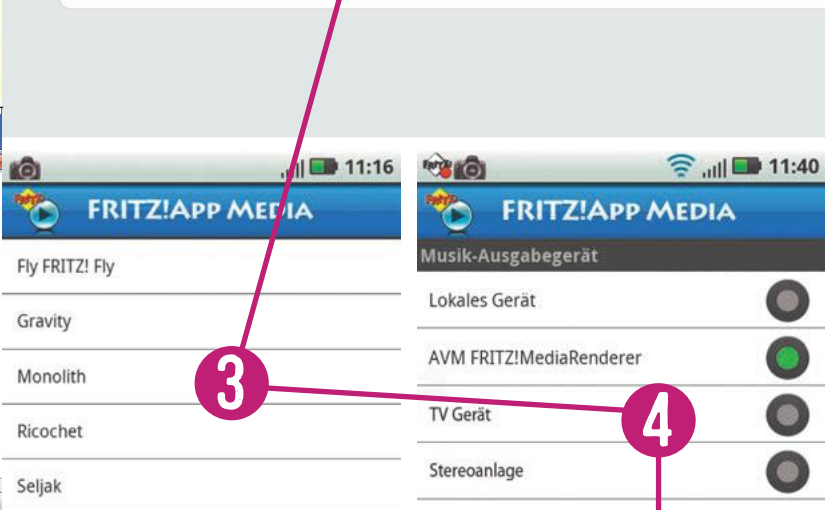 11:16
FRITZ!APP MEDIA
Fly FRITZ! Fly
Gravity
Monolith
3
Ricochet
Seljak
FRITZ! 11:40
FRITZ!APP MEDIA
Musik-Ausgabegerät
Lokales Gerät
AVM FRITZ!MediaRenderer
TV Gerät
4
Stereoanlage